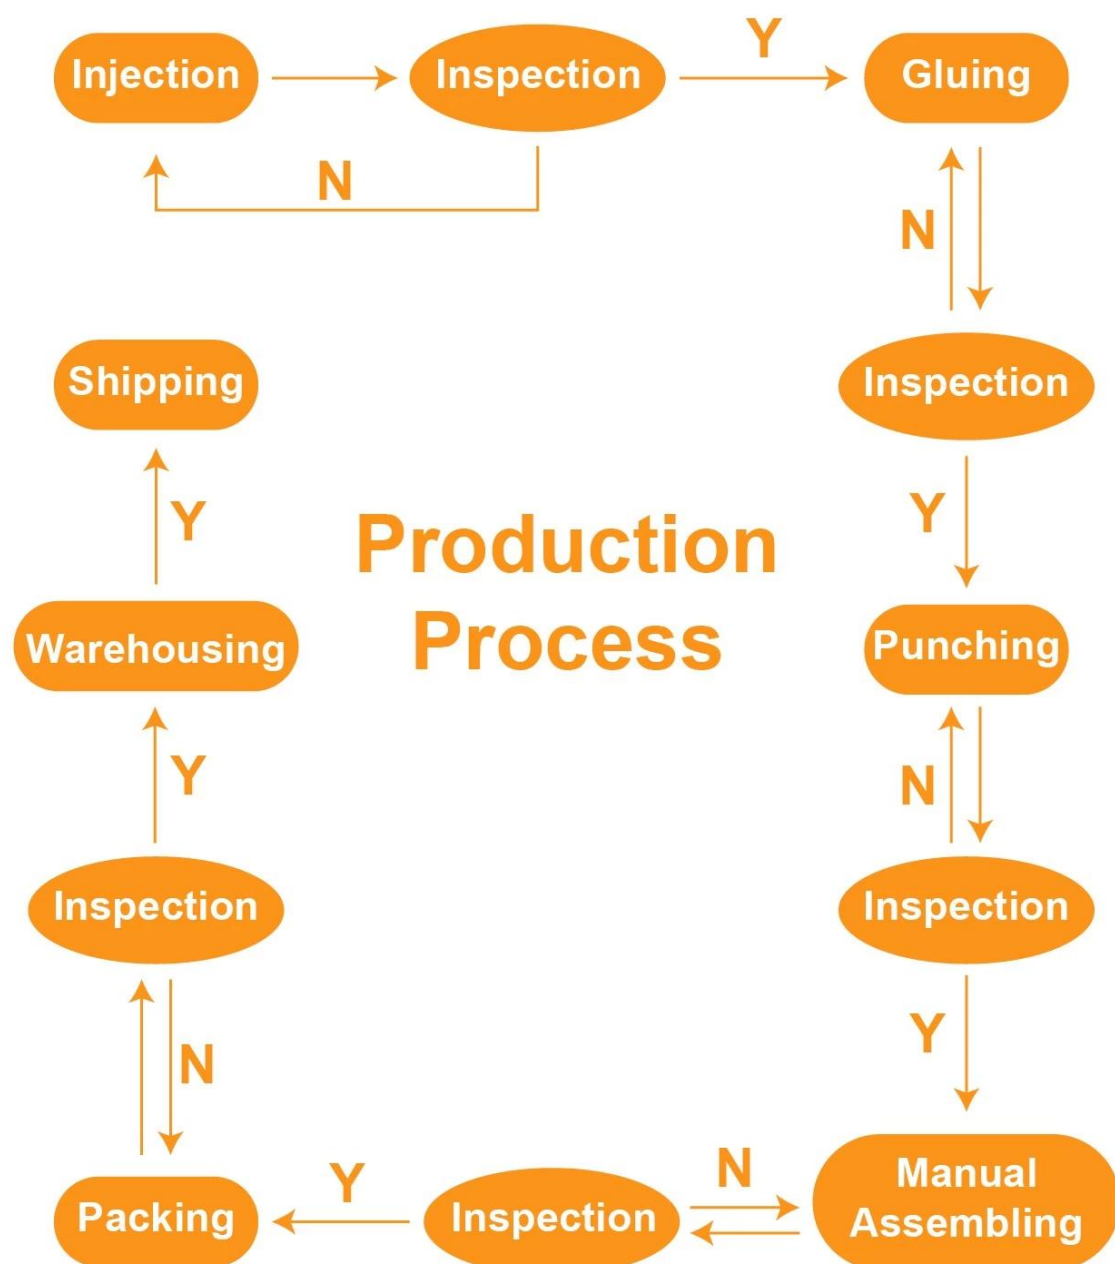 Injection
Inspection
Y
Gluing
N
N
Inspection
Y
Punching
N
Inspection
Y
Manual
Assembling
N
Inspection
Y
Packing
N
Inspection
Y
Warehousing
Y
Shipping
Production
Process